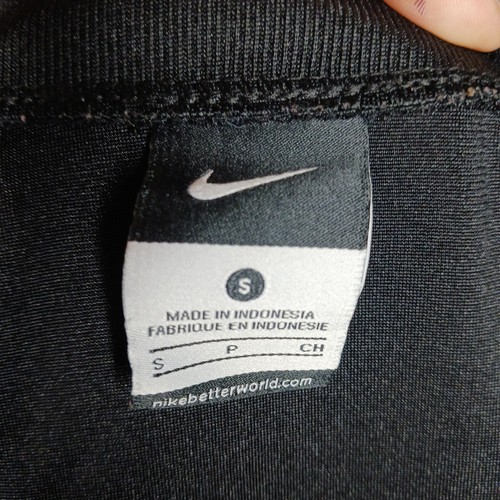 S
MADE IN INDONESIA
FABRIQUE EN INDONESIE
S P CH
nikebetterworld.com